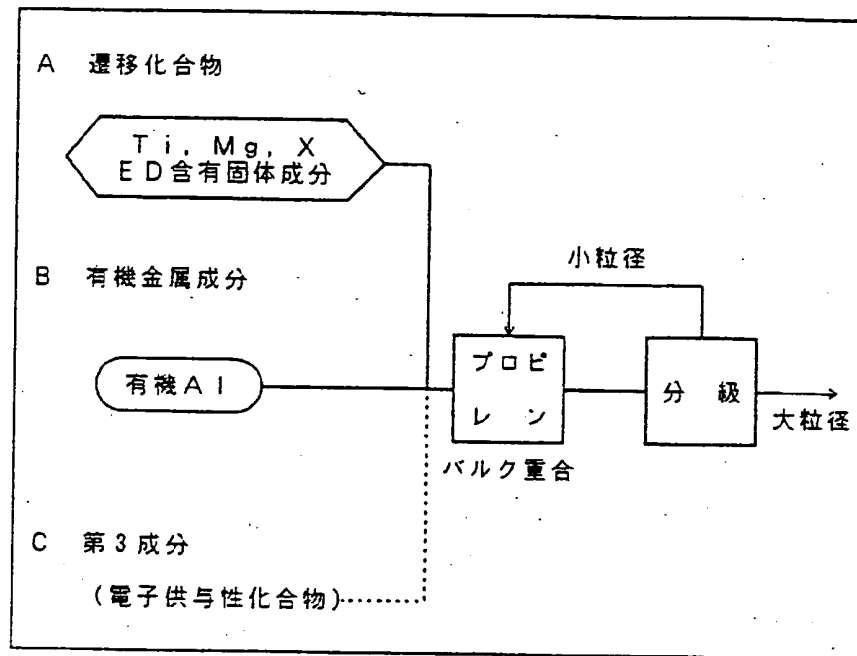 A 遷移化合物
Ti, Mg, X
ED含有固体成分
B 有機金属成分
有機Al
小粒径
プロピ
レン
分級
大粒径
バルク重合
C 第3成分
(電子供与性化合物)